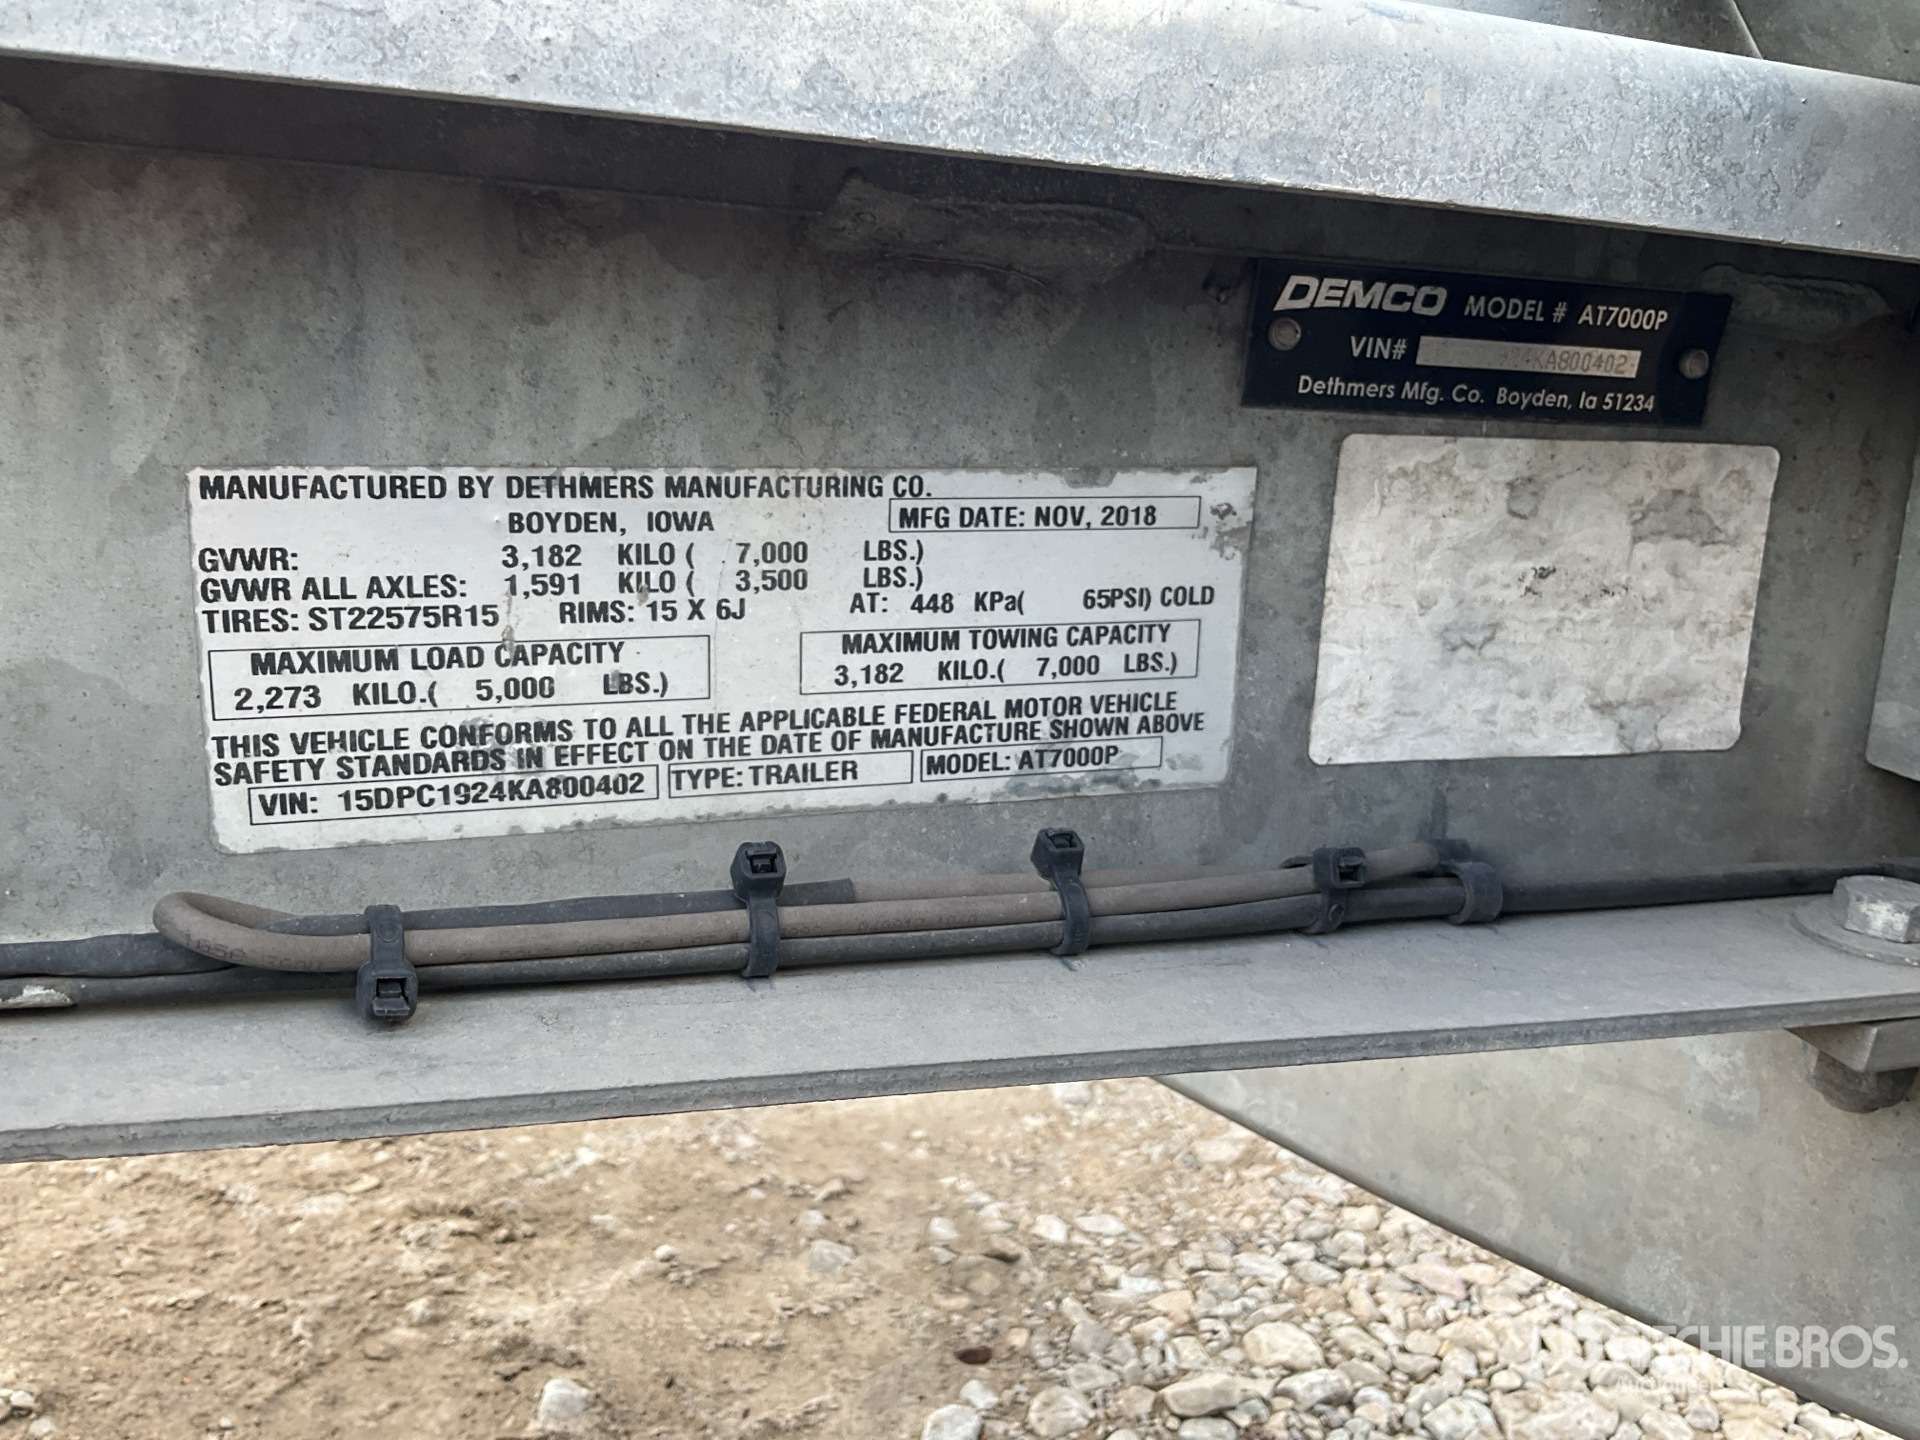 DEMCO MODEL # AT7000P
VIN# 924KA800402
Dethmers Mfg. Co. Boyden, Ia 51234
MANUFACTURED BY DETHMERS MANUFACTURING CO.
BOYDEN, IOWA MFG DATE: NOV, 2018
GVWR: 3,182 KILO ( 7,000 LBS.)
GVWR ALL AXLES: 1,591 KILO ( 3,500 LBS.)
TIRES: ST22575R15 RIMS: 15 X 6J AT: 448 KPa( 65PSI) COLD
MAXIMUM LOAD CAPACITY
2,273 KILO.( 5,000 LBS.)
MAXIMUM TOWING CAPACITY
3,182 KILO.( 7,000 LBS.)
THIS VEHICLE CONFORMS TO ALL THE APPLICABLE FEDERAL MOTOR VEHICLE
SAFETY STANDARDS IN EFFECT ON THE DATE OF MANUFACTURE SHOWN ABOVE
VIN: 15DPC1924KA800402 TYPE: TRAILER MODEL: AT7000P
RITCHIE BROS.
Auctioneers